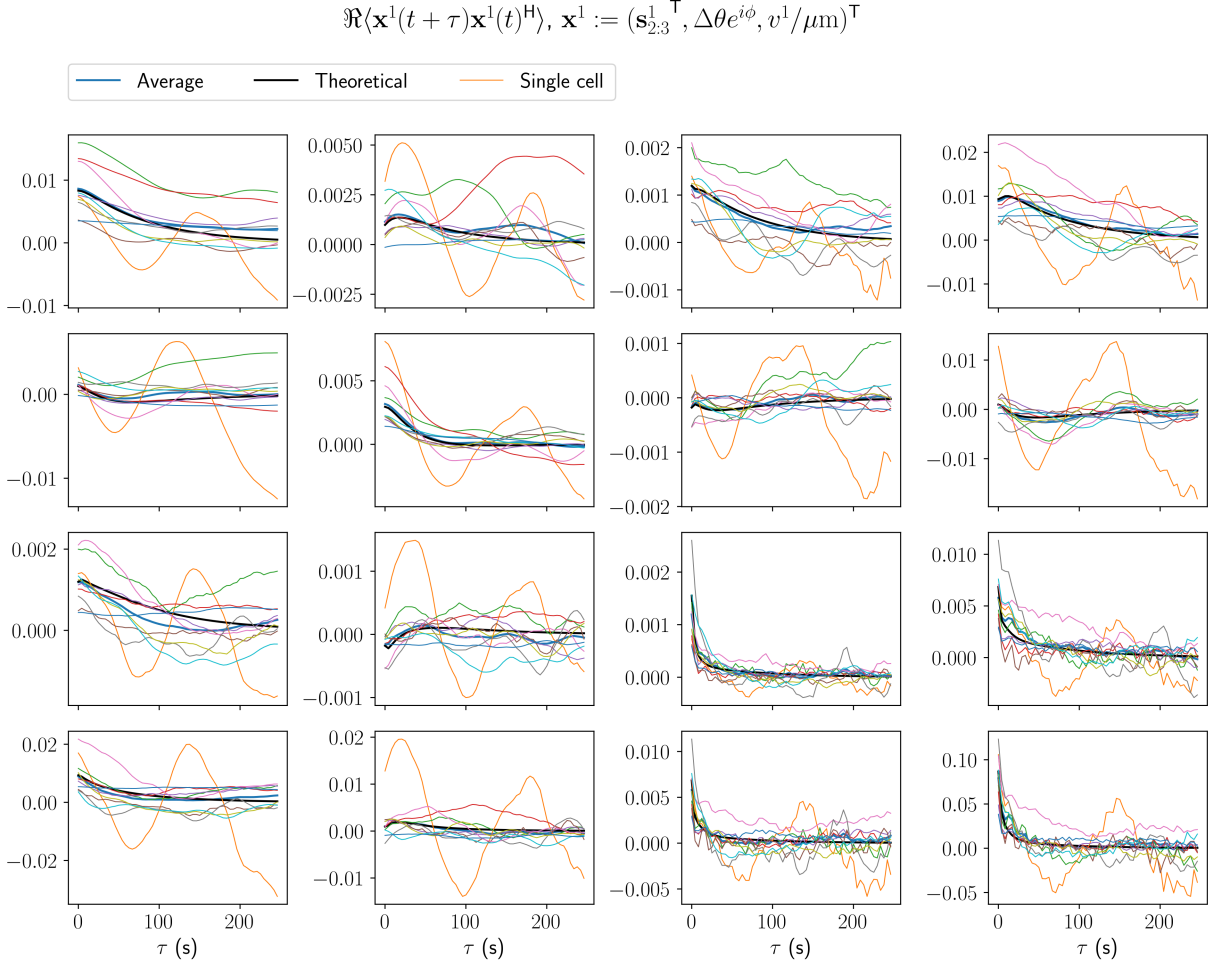 ℜ⟨𝐱¹(t + τ)𝐱¹(t)ᴴ⟩, 𝐱¹ := (𝐬¹₂:₃ᵀ, Δθe^{iϕ}, v¹/μm)ᵀ
Average Theoretical Single cell
0.01 0.0050 0.002 0.02
0.0025 0.001 0.01
0.00 0.0000 0.000 0.00
−0.01 −0.0025 −0.001 −0.01
0.00 0.005 0.001 0.01
0.000 0.000 0.00
−0.01 −0.001 −0.01
−0.002
0.002 0.001 0.002 0.010
0.001 0.005
0.000 0.000 0.000 0.000
−0.001
0.02 0.02 0.010 0.10
0.01 0.005 0.05
0.00 0.00 0.000 0.00
−0.02 −0.01 −0.005 −0.05
0 100 200 0 100 200 0 100 200 0 100 200
τ (s) τ (s) τ (s) τ (s)